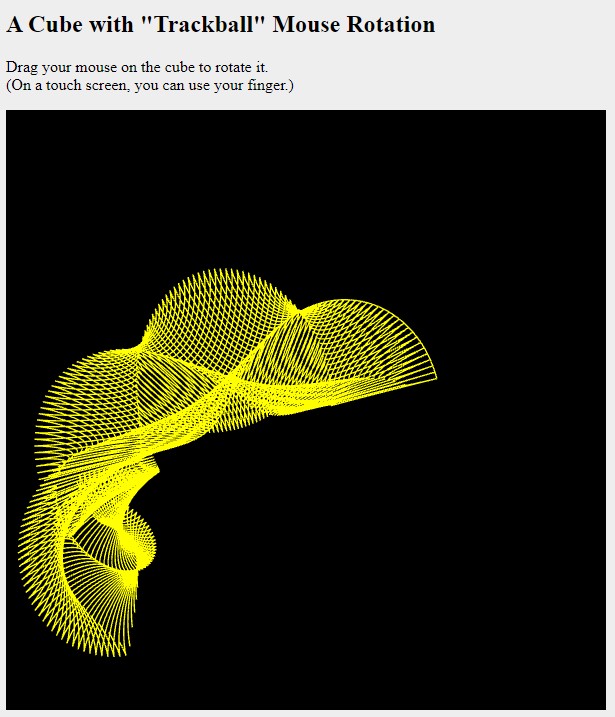 A Cube with "Trackball" Mouse Rotation
Drag your mouse on the cube to rotate it.
(On a touch screen, you can use your finger.)